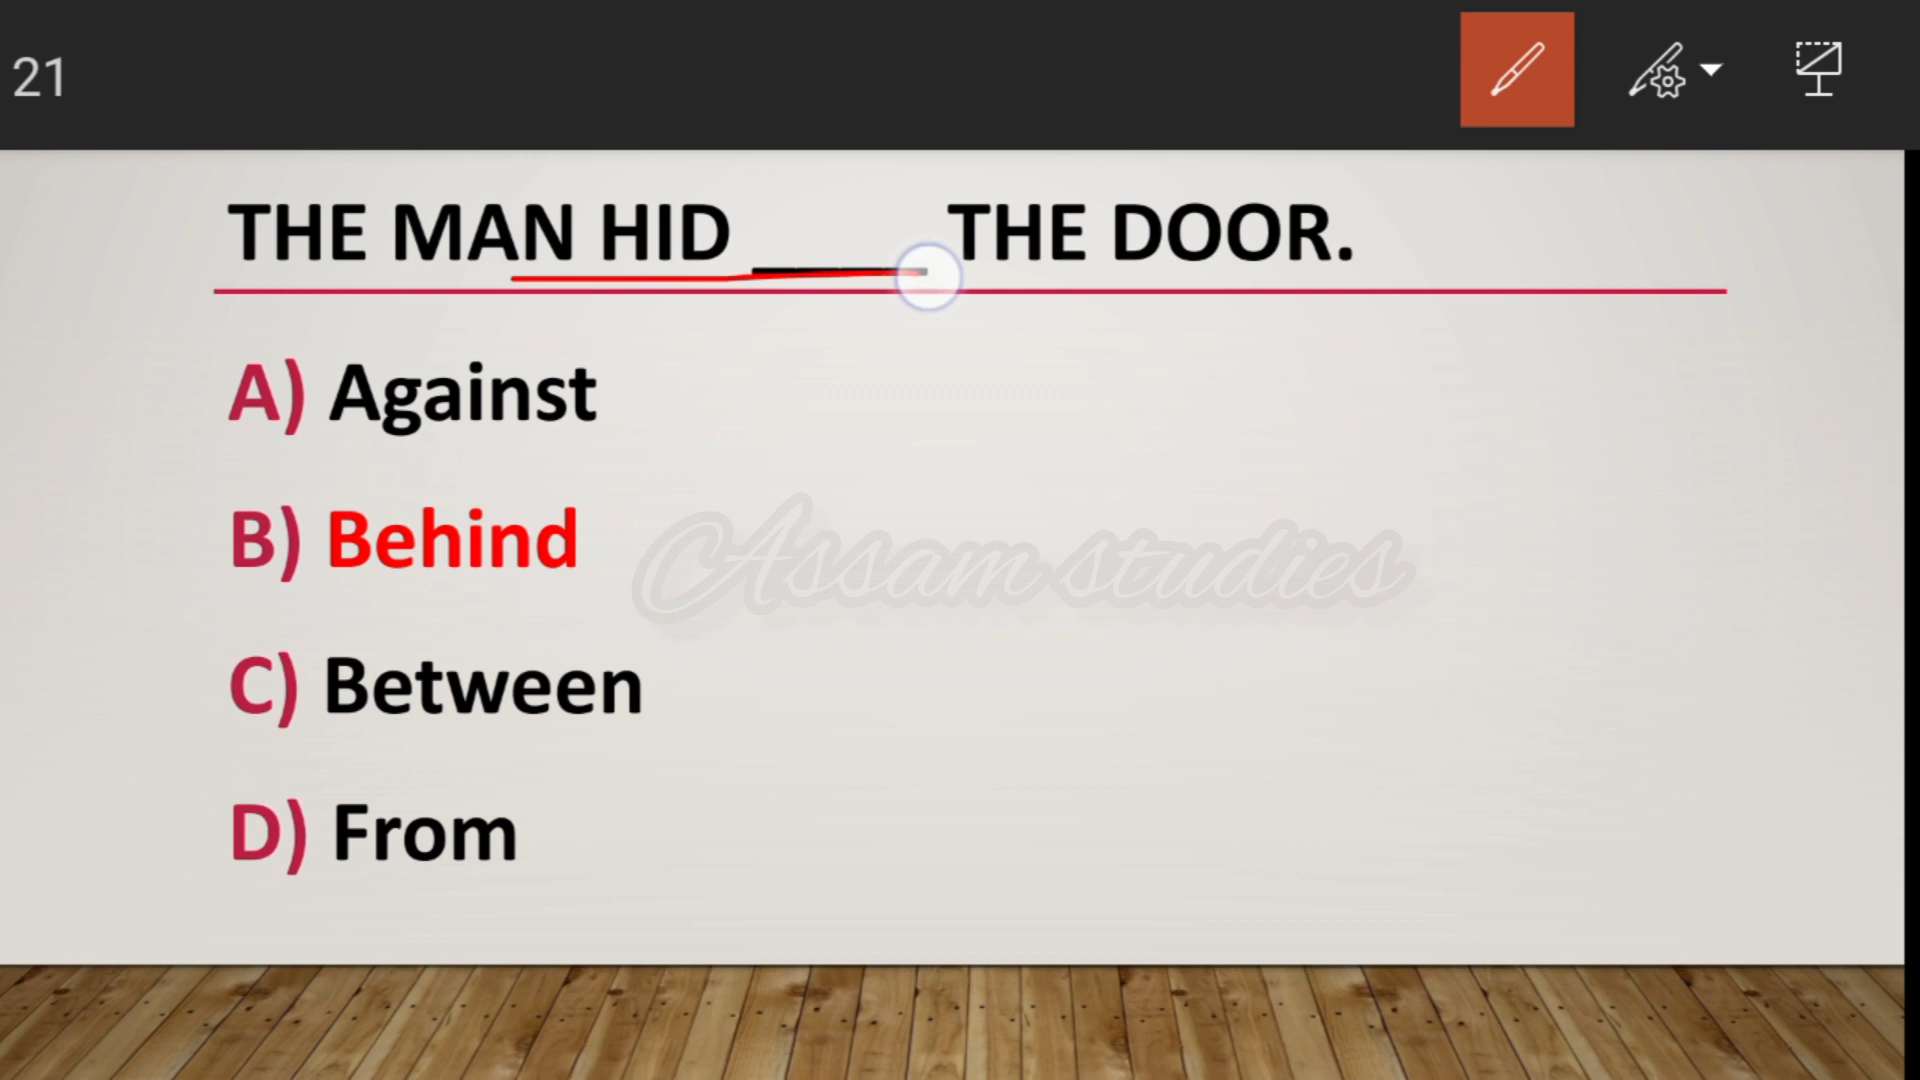 21
THE MAN HID ____ THE DOOR.
A) Against
B) Behind
Assam studies
C) Between
D) From